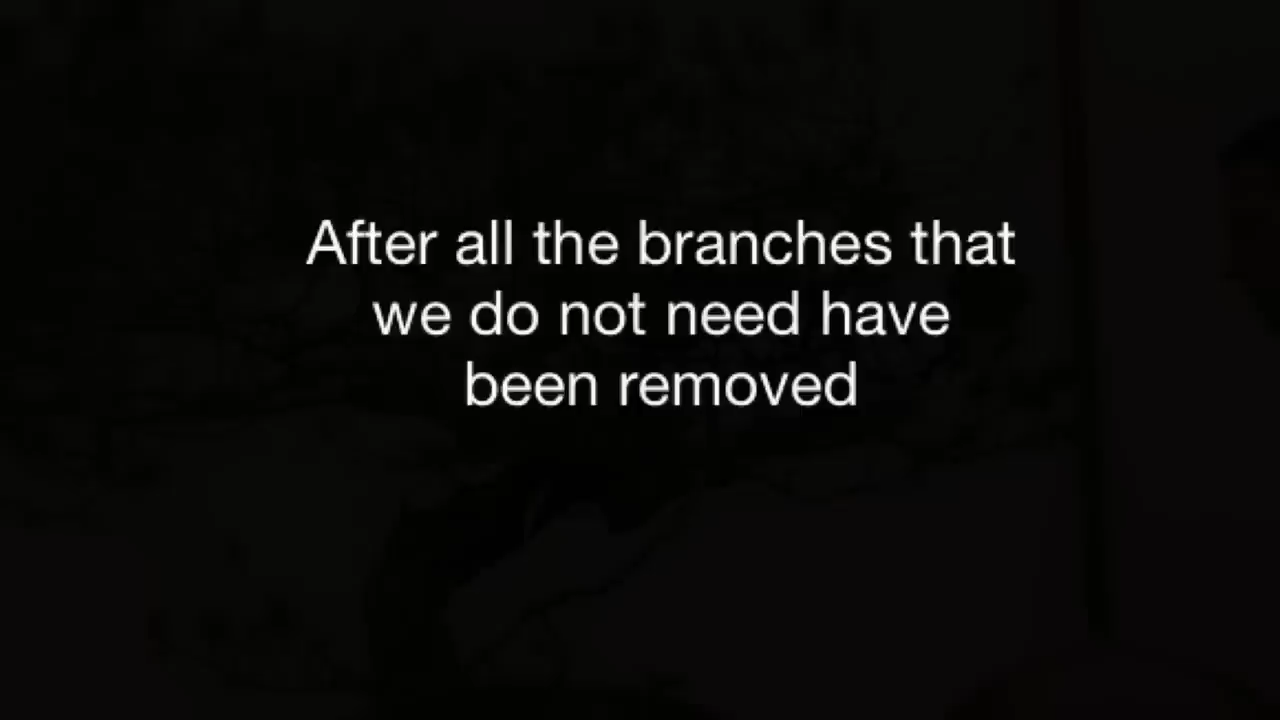 After all the branches that
we do not need have
been removed